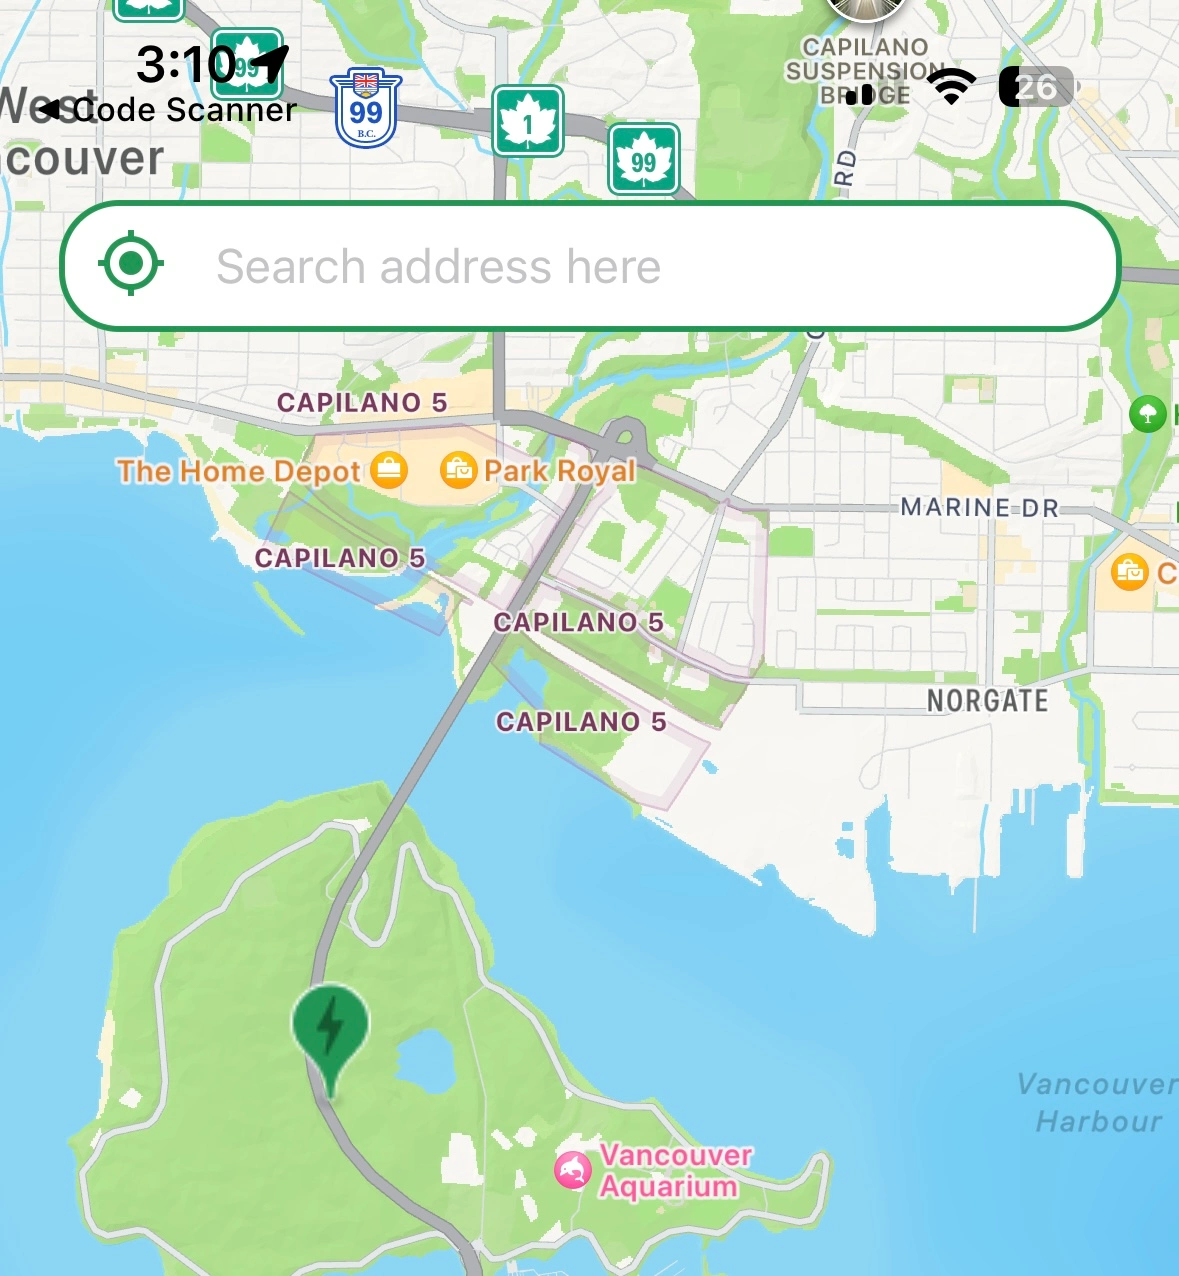 99
3:10
Code Scanner
West
couver
99
B.C.
1
99
CAPILANO
SUSPENSION
BRIDGE
26
RD
Search address here
CAPILANO 5
The Home Depot
Park Royal
MARINE DR
CAPILANO 5
C
CAPILANO 5
NORGATE
CAPILANO 5
Vancouver
Harbour
Vancouver
Aquarium